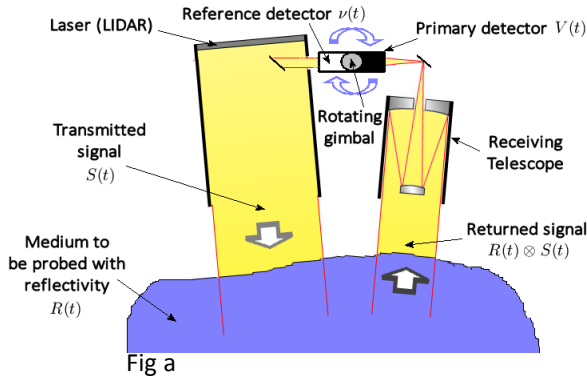 Reference detector ν(t)
Laser (LIDAR)
Primary detector V(t)
Rotating
gimbal
Transmitted
signal
S(t)
Receiving
Telescope
Medium to
be probed with
reflectivity
R(t)
Returned signal
R(t) ⊗ S(t)
Fig a